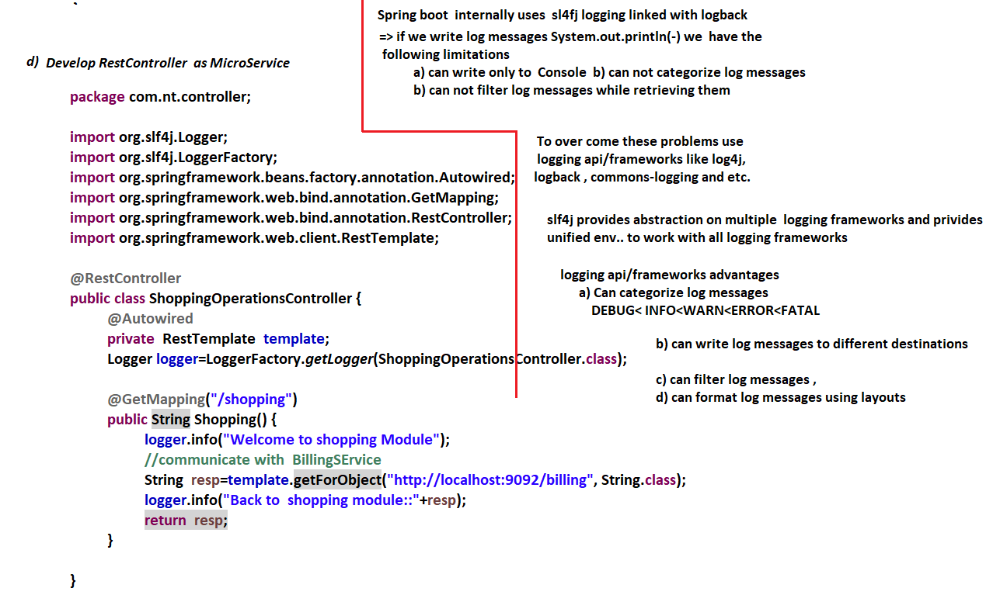 d) Develop RestController as MicroService
package com.nt.controller;
import org.slf4j.Logger;
import org.slf4j.LoggerFactory;
import org.springframework.beans.factory.annotation.Autowired;
import org.springframework.web.bind.annotation.GetMapping;
import org.springframework.web.bind.annotation.RestController;
import org.springframework.web.client.RestTemplate;
@RestController
public class ShoppingOperationsController {
@Autowired
private RestTemplate template;
Logger logger=LoggerFactory.getLogger(ShoppingOperationsController.class);
@GetMapping("/shopping")
public String Shopping() {
logger.info("Welcome to shopping Module");
//communicate with BillingSErvice
String resp=template.getForObject("http://localhost:9092/billing", String.class);
logger.info("Back to shopping module::"+resp);
return resp;
}
}
Spring boot internally uses sl4fj logging linked with logback
=> if we write log messages System.out.println(-) we have the
following limitations
a) can write only to Console b) can not categorize log messages
b) can not filter log messages while retrieving them
To over come these problems use
logging api/frameworks like log4j,
logback , commons-logging and etc.
slf4j provides abstraction on multiple logging frameworks and privides
unified env.. to work with all logging frameworks
logging api/frameworks advantages
a) Can categorize log messages
DEBUG< INFO<WARN<ERROR<FATAL
b) can write log messages to different destinations
c) can filter log messages ,
d) can format log messages using layouts